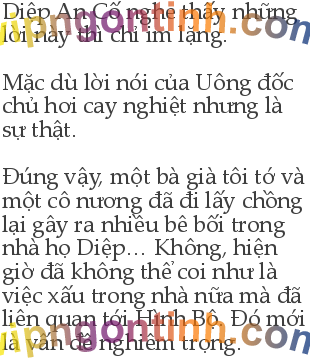 Diệp An Cố nghe thấy những
lời này thì chỉ im lặng.
Mặc dù lời nói của Uông đốc
chủ hơi cay nghiệt nhưng là
sự thật.
Đúng vậy, một bà già tôi tớ và
một cô nương đã đi lấy chồng
lại gây ra nhiều bê bối trong
nhà họ Diệp... Không, hiện
giờ đã không thể coi như là
việc xấu trong nhà nữa mà đã
liên quan tới Hình Bộ. Đó mới
là vấn đề nghiêm trọng.
vipngontinh.com
vipngontinh.com